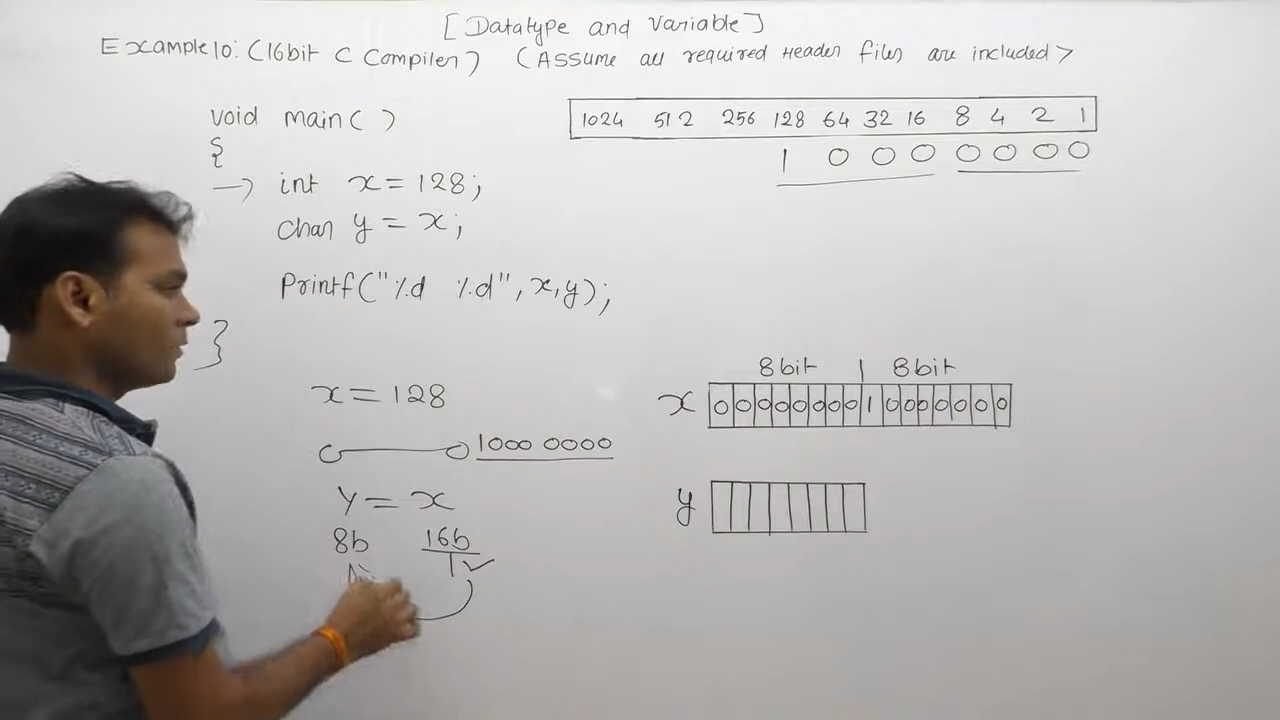 [Datatype and Variable]
Example 10: (16bit C Compiler) (Assume all required Header files are included>
void main( )
{
→ int x = 128;
char y = x;
Printf("%d %d", x, y);
}
1024 512 256 128 64 32 16 8 4 2 1
1 0 0 0 0 0 0 0
x = 128
0 0 1000 0000
y = x
8b 16b
8bit | 8bit
x 0 0 0 0 0 0 0 0 1 0 0 0 0 0 0 0
y